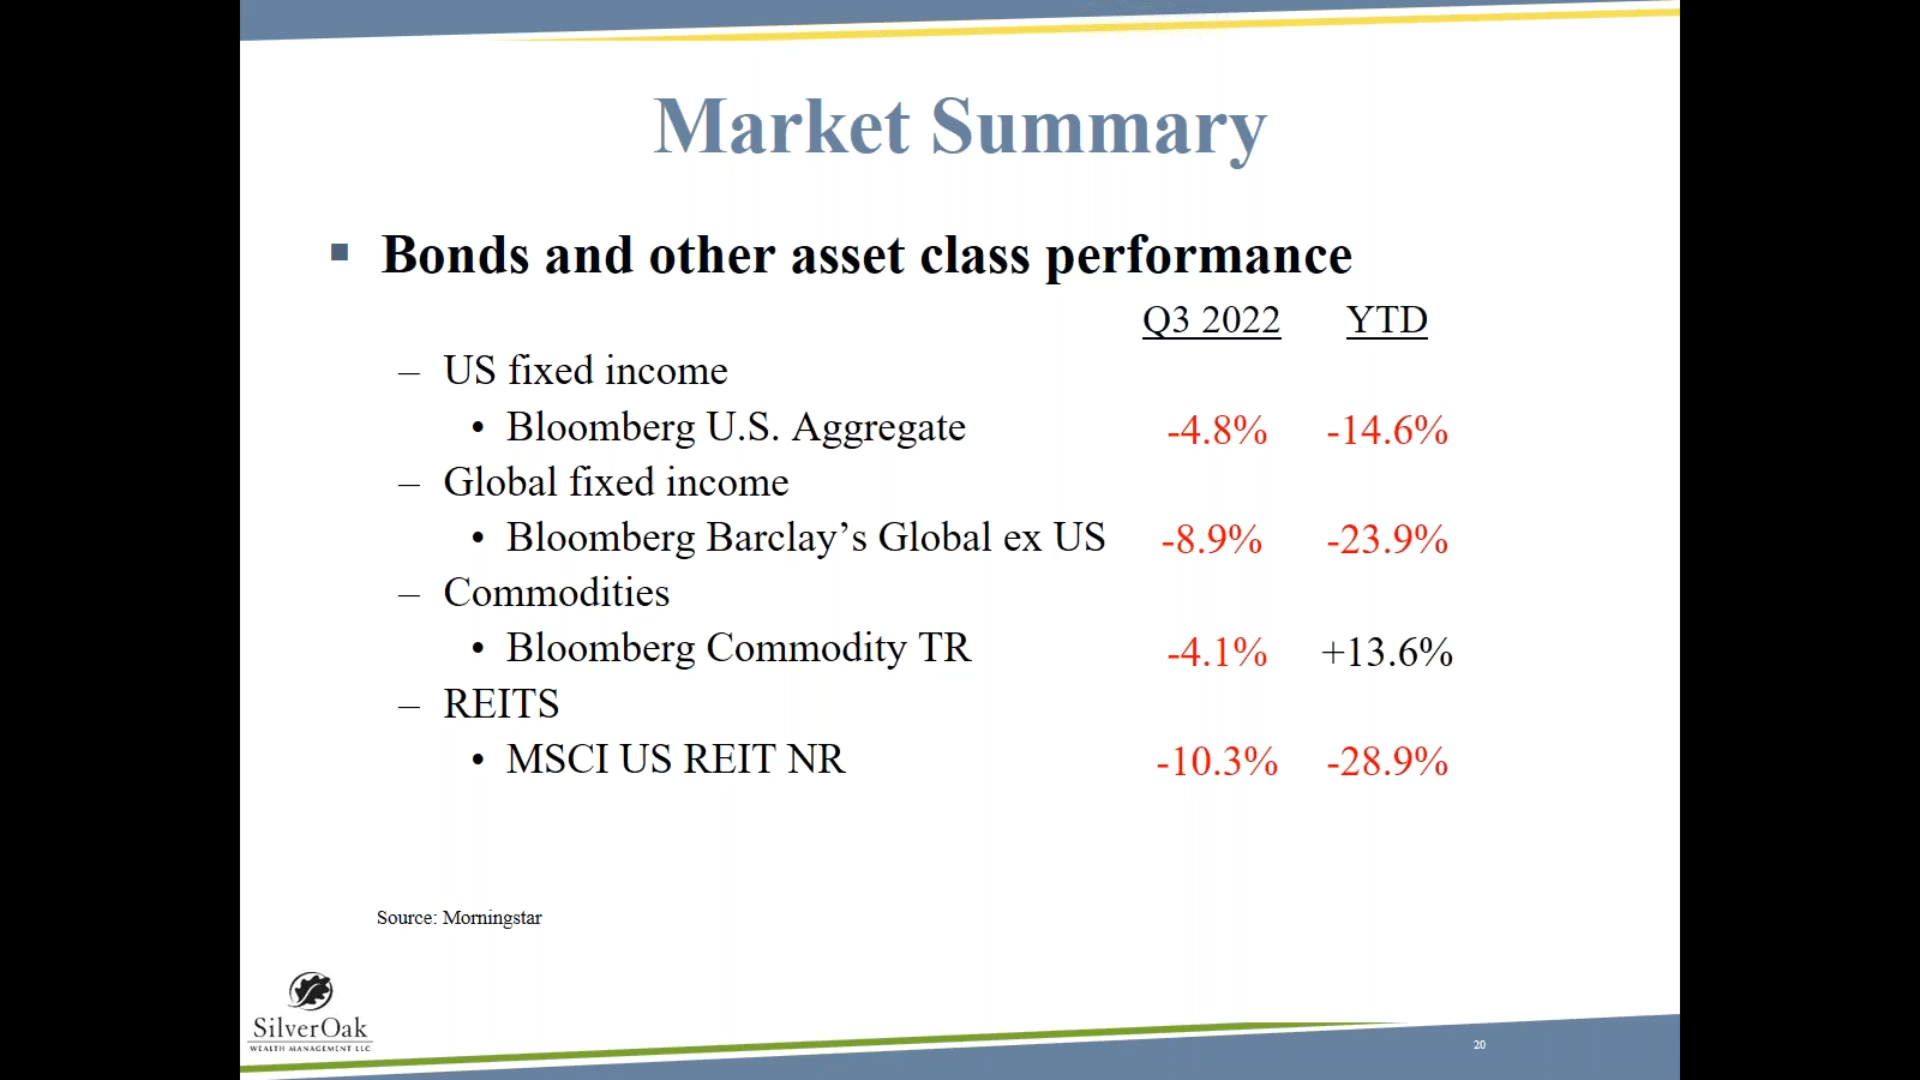 Market Summary
▪ Bonds and other asset class performance
Q3 2022 YTD
– US fixed income
• Bloomberg U.S. Aggregate -4.8% -14.6%
– Global fixed income
• Bloomberg Barclay’s Global ex US -8.9% -23.9%
– Commodities
• Bloomberg Commodity TR -4.1% +13.6%
– REITS
• MSCI US REIT NR -10.3% -28.9%
Source: Morningstar
SilverOak
WEALTH MANAGEMENT LLC
20